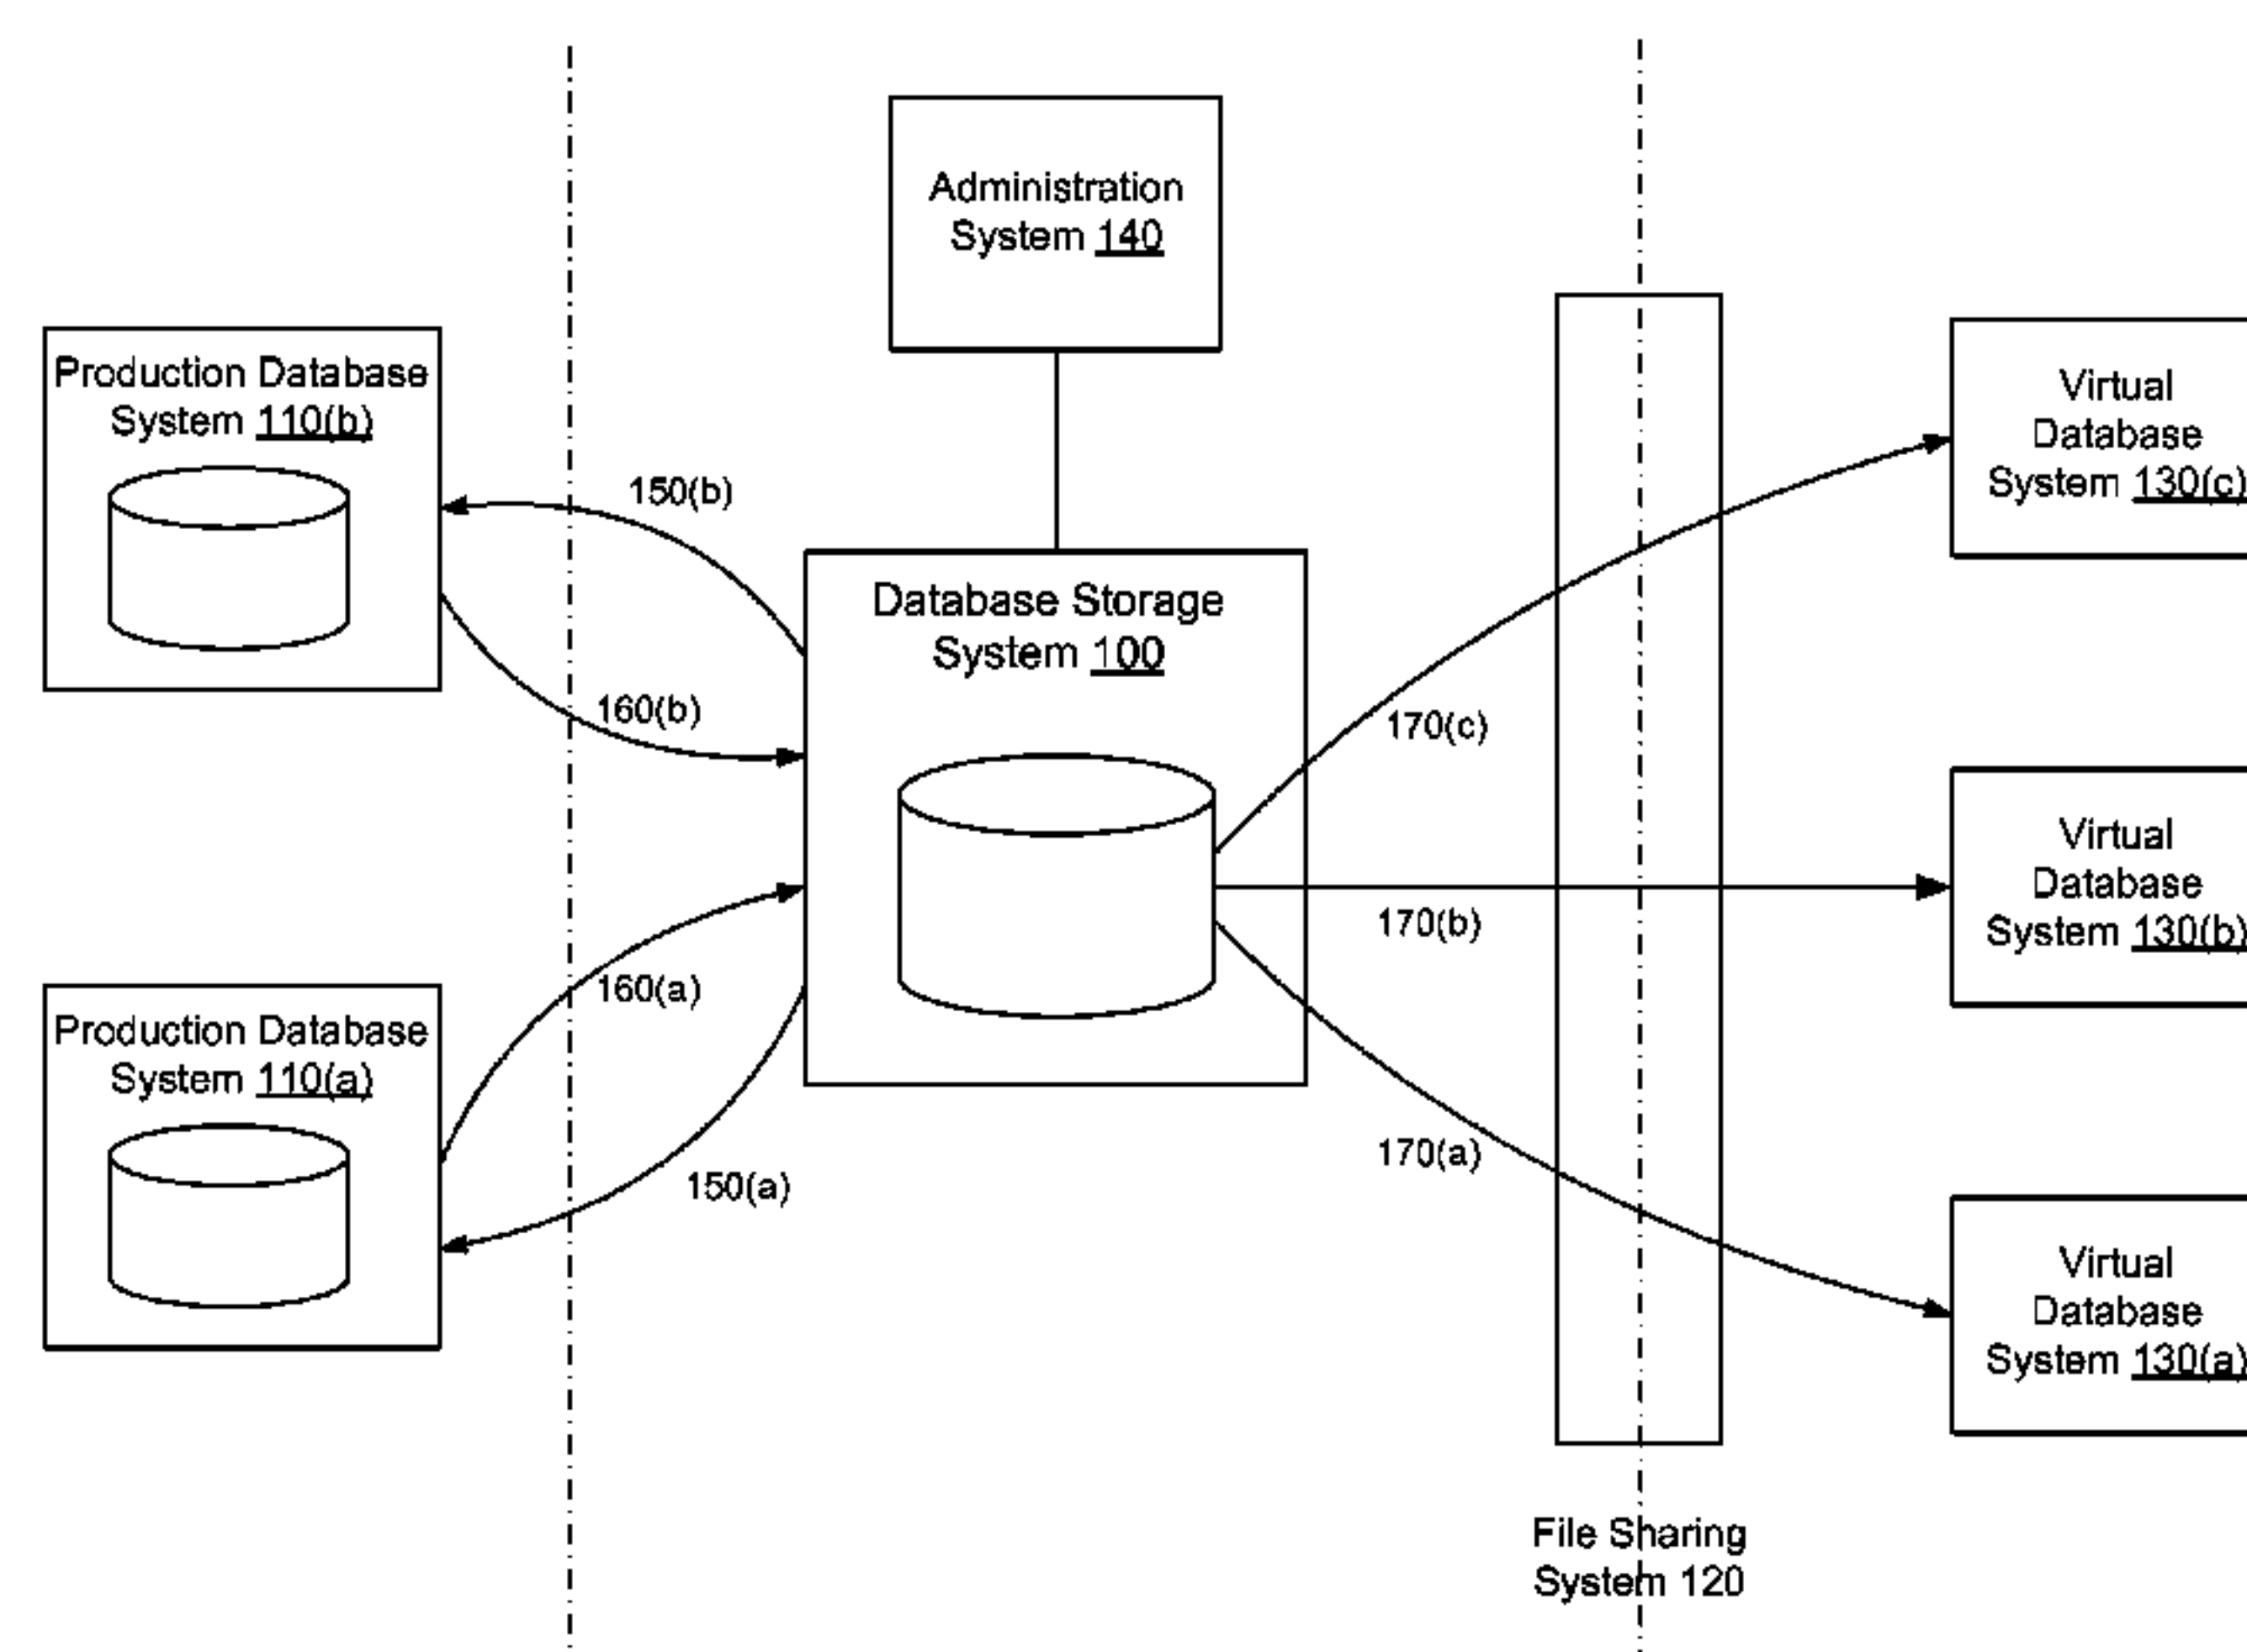 Administration
System 140
Production Database
System 110(b)
150(b)
160(b)
Database Storage
System 100
Virtual
Database
System 130(c)
170(c)
Virtual
Database
System 130(b)
170(b)
160(a)
Production Database
System 110(a)
150(a)
170(a)
Virtual
Database
System 130(a)
File Sharing
System 120